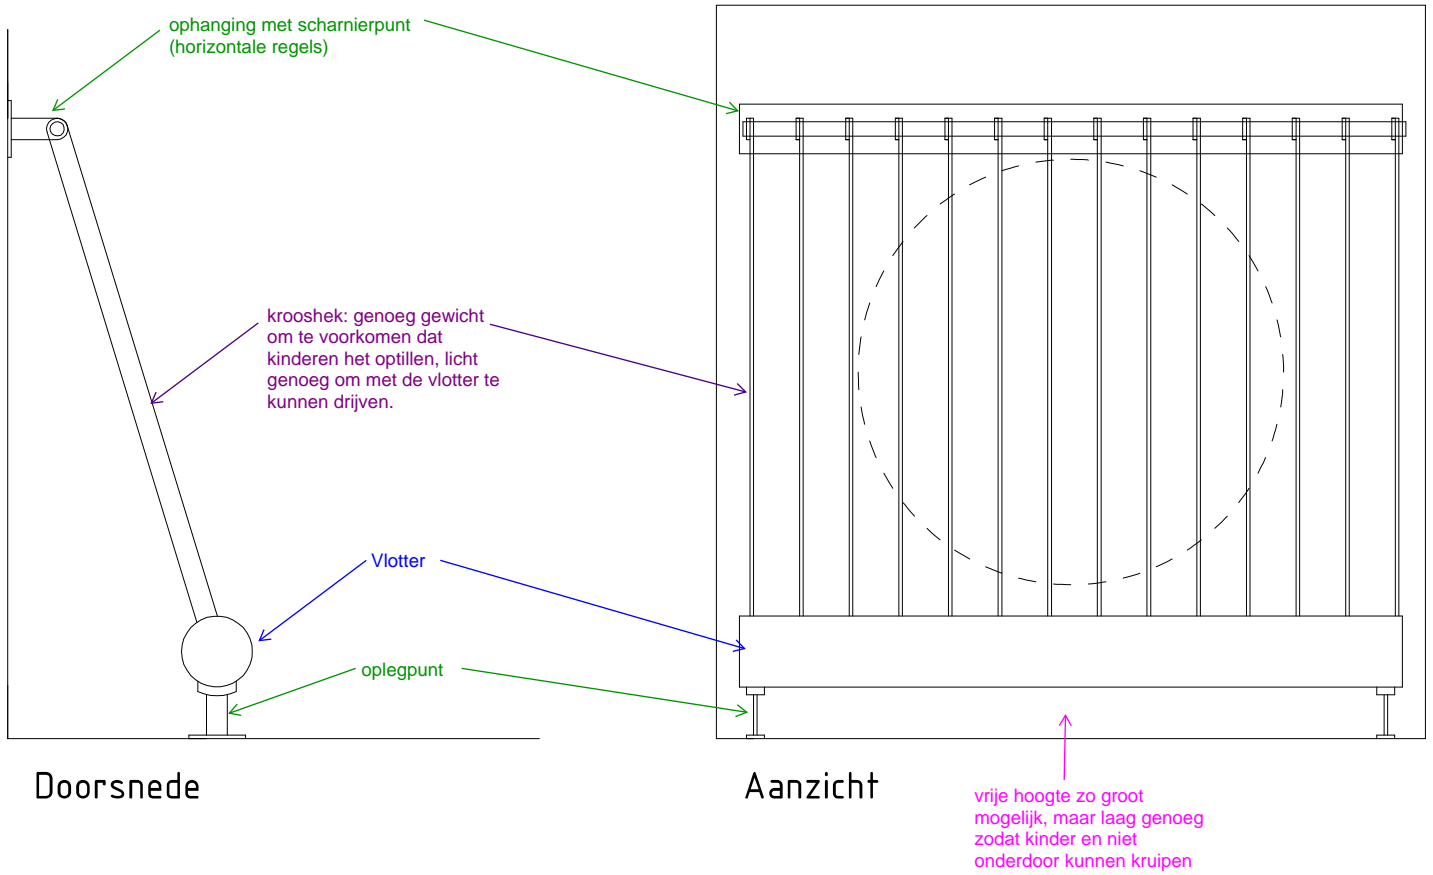 ophanging met scharnierpunt
(horizontale regels)
krooshek: genoeg gewicht
om te voorkomen dat
kinderen het optillen, licht
genoeg om met de vlotter te
kunnen drijven.
Vlotter
oplegpunt
Doorsnede
Aanzicht
vrije hoogte zo groot
mogelijk, maar laag genoeg
zodat kinder en niet
onderdoor kunnen kruipen